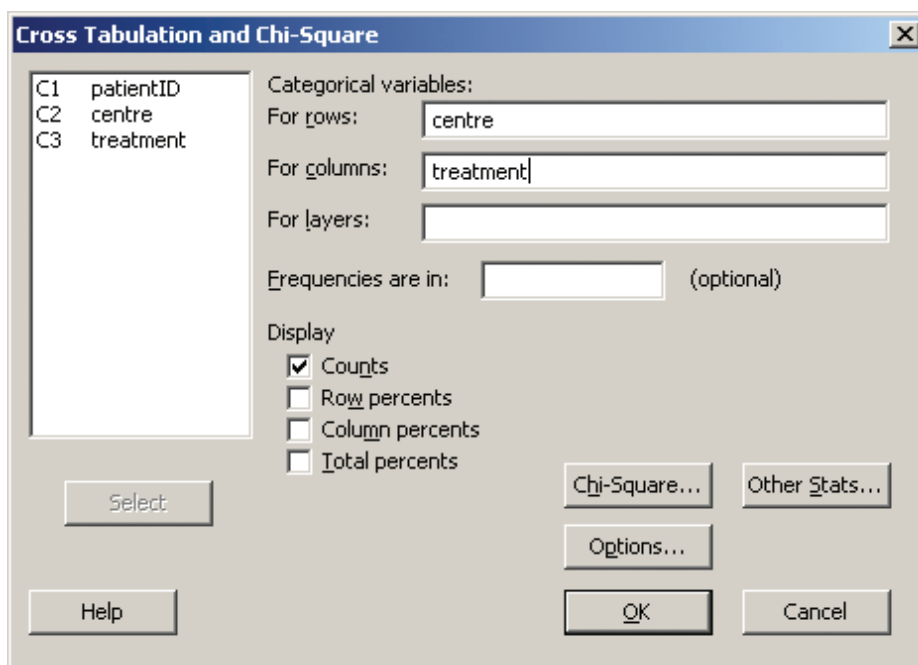 Cross Tabulation and Chi-Square
C1 patientID
C2 centre
C3 treatment
Categorical variables:
For rows: centre
For columns: treatment
For layers:
Frequencies are in: (optional)
Display
Counts
Row percents
Column percents
Total percents
Select
Chi-Square... Other Stats...
Options...
Help
OK
Cancel